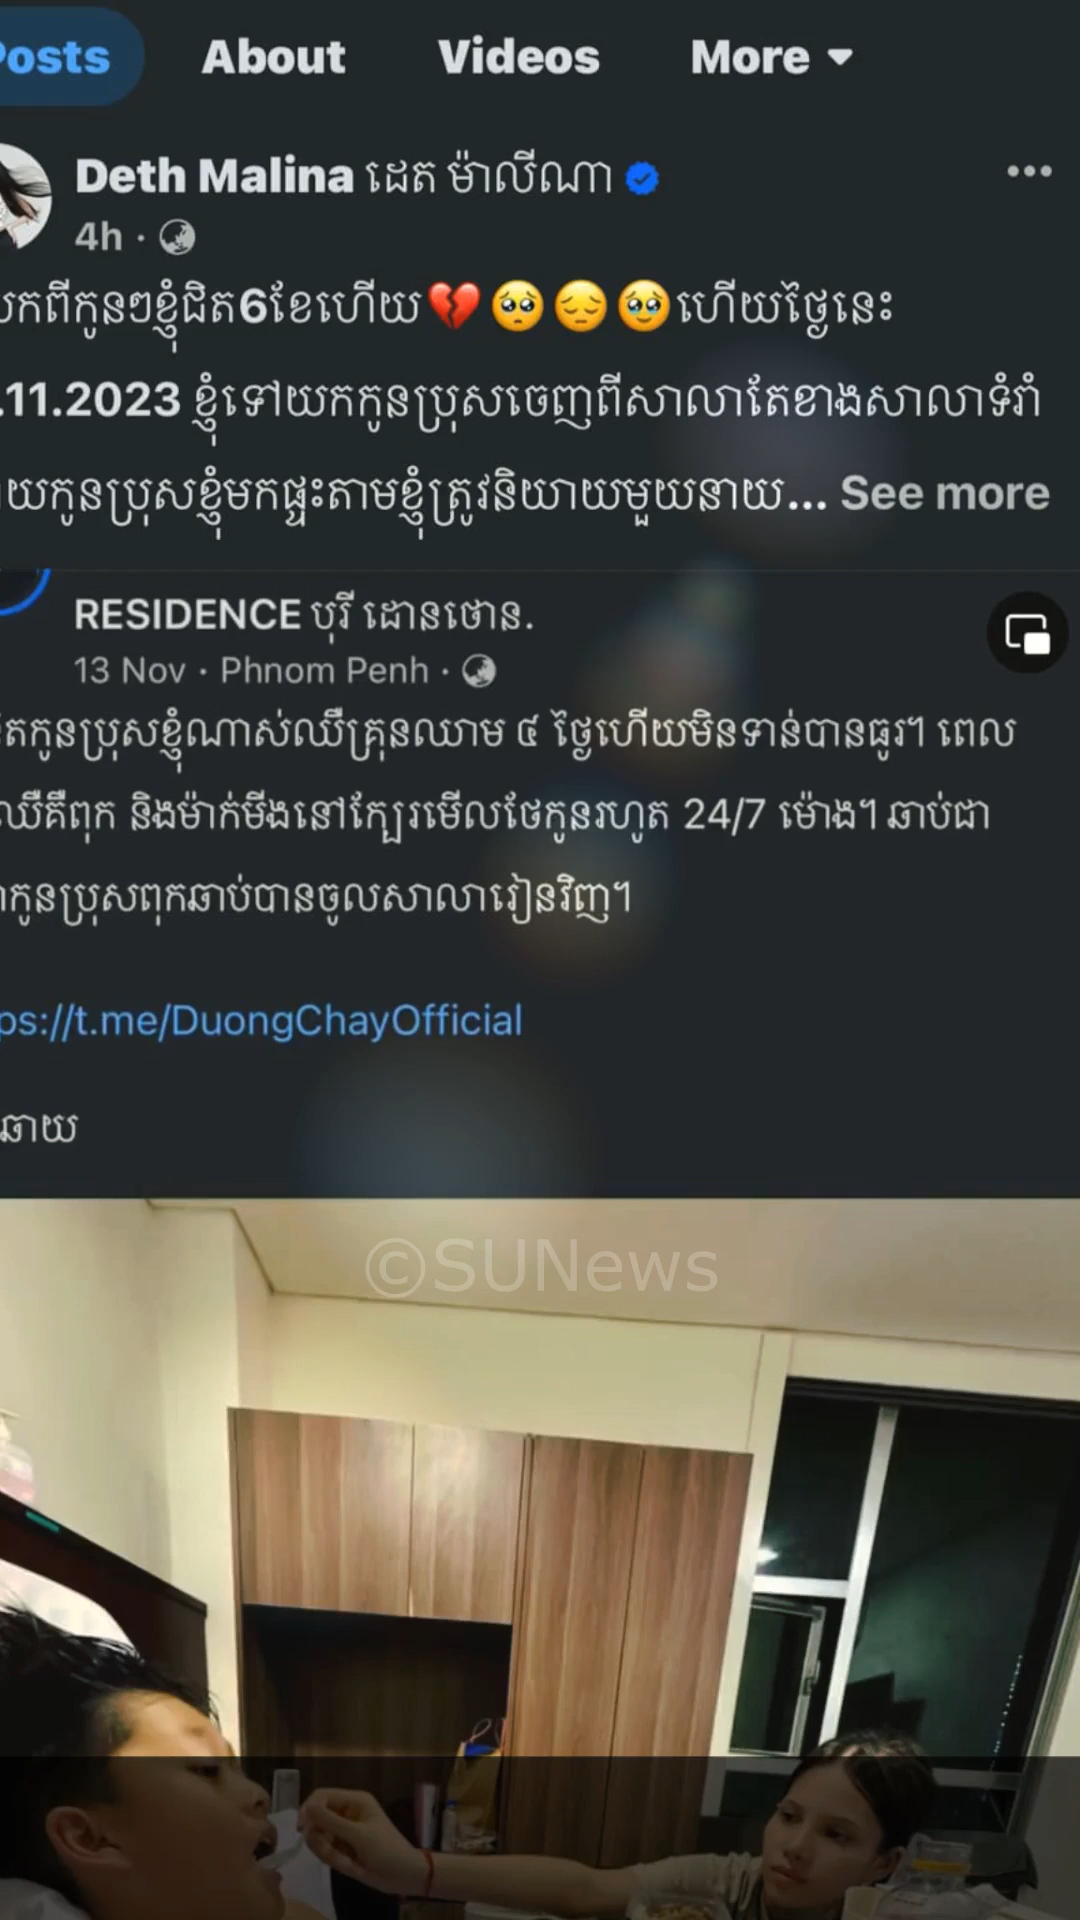 Posts About Videos More
Deth Malina ដេត ម៉ាលីណា
4h ·
កពីកូនៗខ្ញុំជិត6ខែហើយ💔🥺😔🥹ហើយថ្ងៃនេះ
.11.2023 ខ្ញុំទៅយកកូនប្រុសចេញពីសាលាតែខាងសាលាទំរាំ
យកូនប្រុសខ្ញុំមកផ្ទះតាមខ្ញុំត្រូវនិយាយមួយនាយ... See more
RESIDENCE បុរី ដោនថោន.
13 Nov · Phnom Penh ·
តកូនប្រុសខ្ញុំណាស់ឈឺគ្រុនឈាម ៤ ថ្ងៃហើយមិនទាន់បានធូរ។ ពេល
ឈឺគឺពុក និងម៉ាក់មីងនៅក្បែរមើលថែកូនរហូត 24/7 ម៉ោង។ ឆាប់ជា
កូនប្រុសពុកឆាប់បានចូលសាលារៀនវិញ។
ps://t.me/DuongChayOfficial
ឆាយ
©SUNews